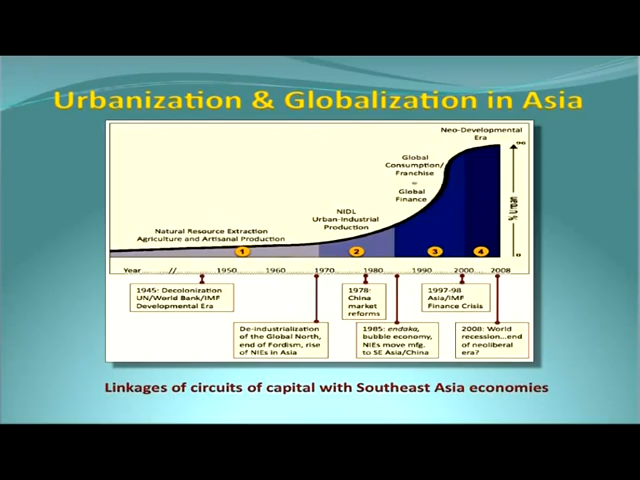 Urbanization & Globalization in Asia
Neo-Developmental
Era
Global
Consumption/
Franchise
Global
Finance
NIDL
Urban-Industrial
Production
Natural Resource Extraction
Agriculture and Artisanal Production
1
2
3
4
% Urban
0
Year // 1950 1960 1970 1980 1990 2000 2008
1945: Decolonization
UN/World Bank/IMF
Developmental Era
1978:
China
market
reforms
1997-98
Asia/IMF
Finance Crisis
De-industrialization
of the Global North,
end of Fordism, rise
of NIEs in Asia
1985: endaka,
bubble economy,
NIEs move mfg.
to SE Asia/China
2008: World
recession...end
of neoliberal
era?
Linkages of circuits of capital with Southeast Asia economies